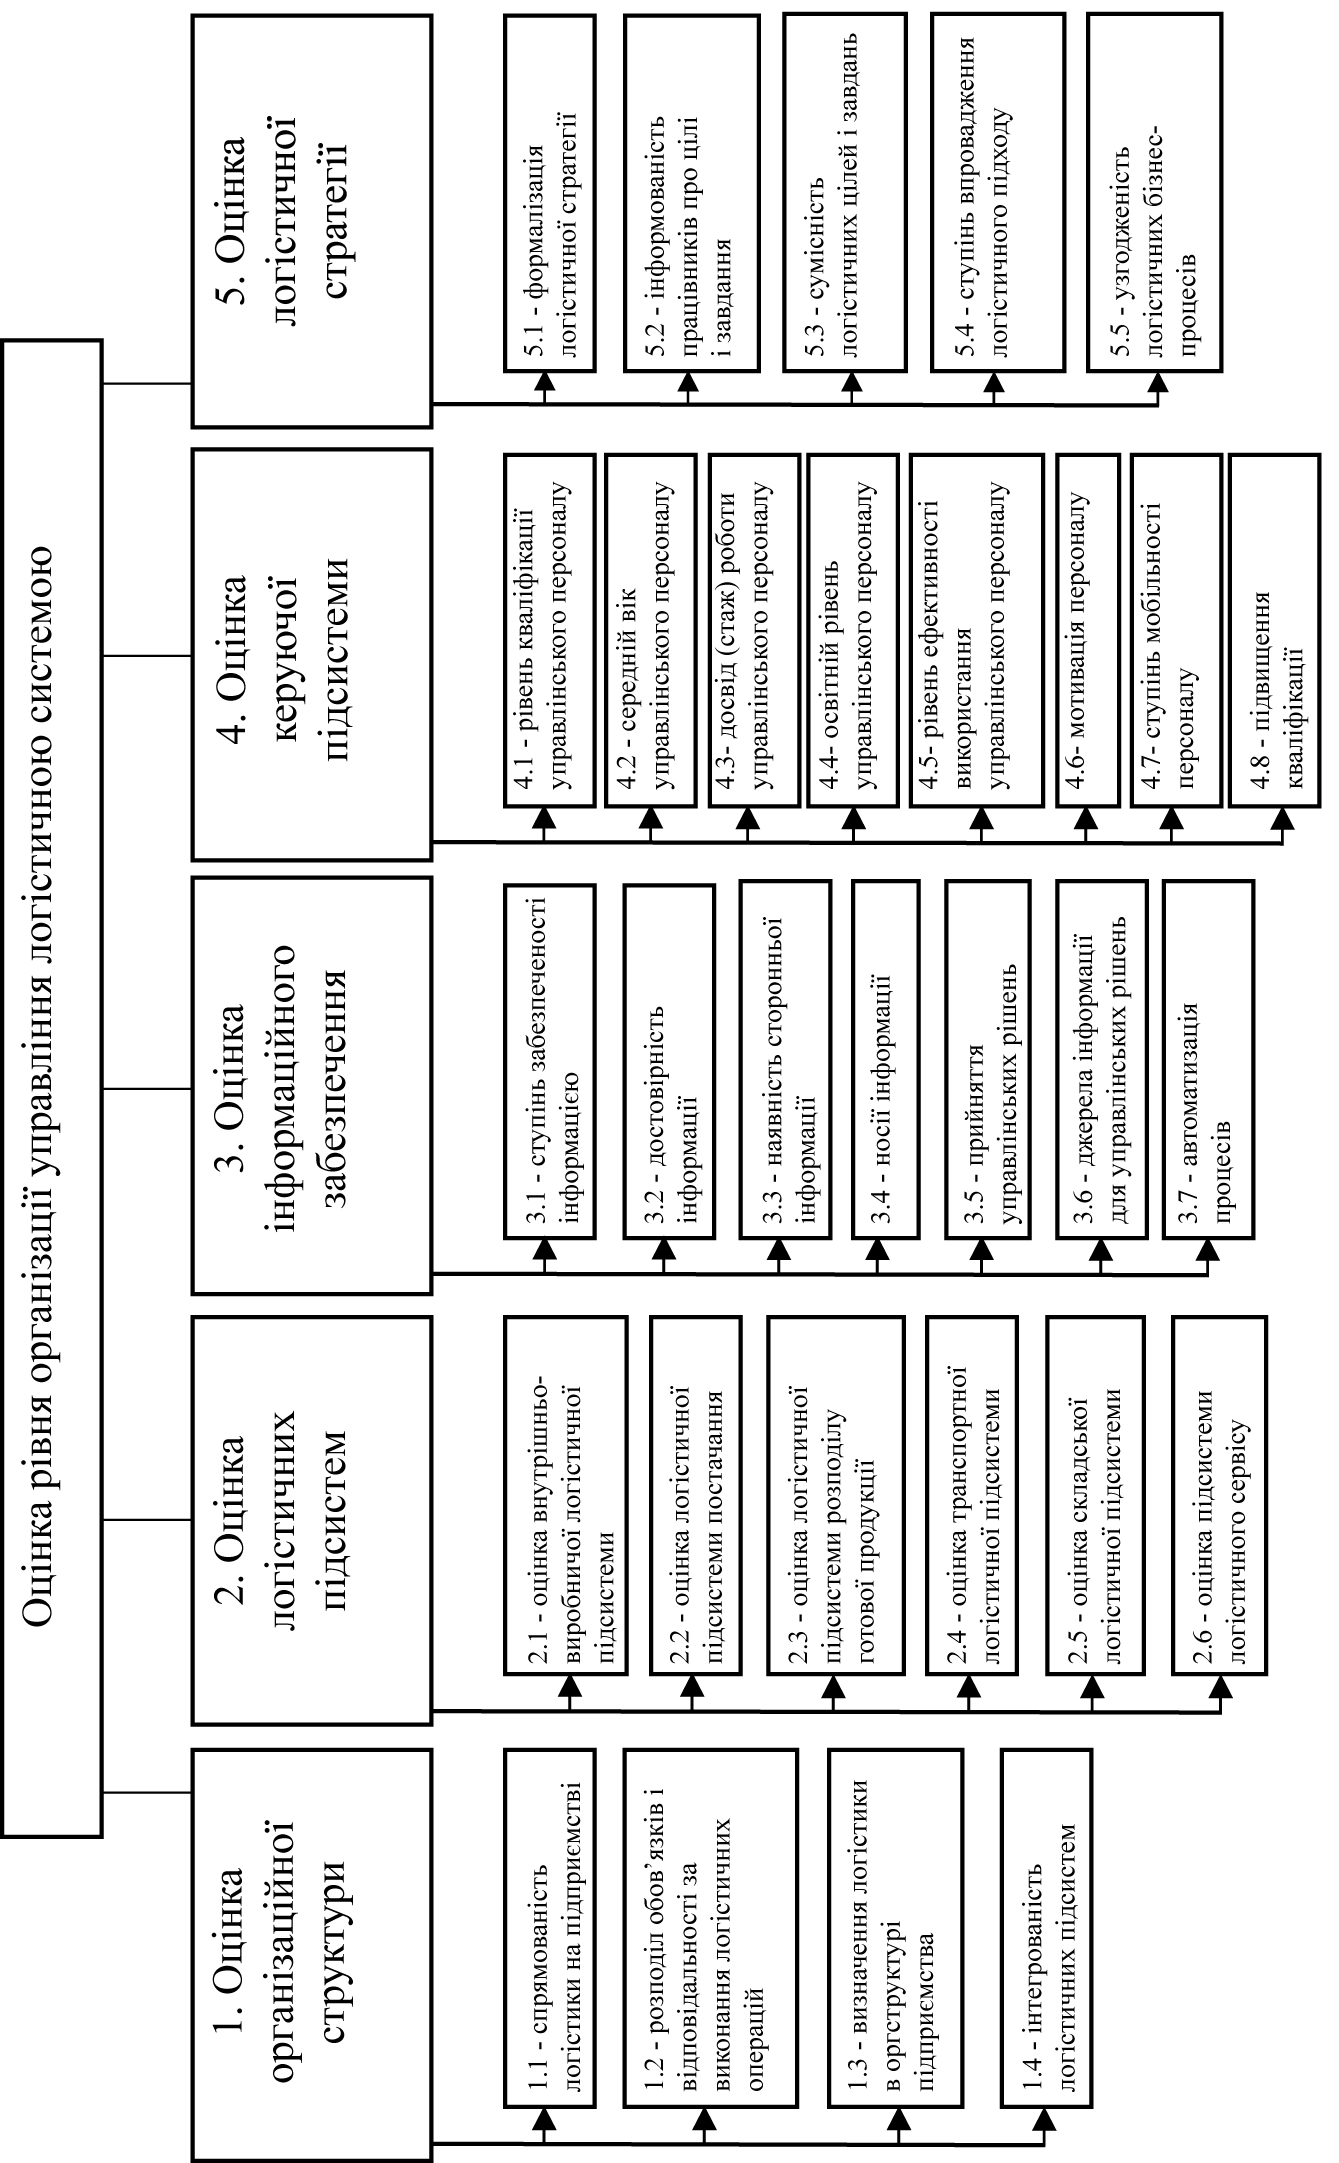 Оцінка рівня організації управління логістичною системою
1. Оцінка
організаційної
структури
1.1 - спрямованість
логістики на підприємстві
1.2 - розподіл обов’язків і
відповідальності за
виконання логістичних
операцій
1.3 - визначення логістики
в оргструктурі
підприємства
1.4 - інтегрованість
логістичних підсистем
2. Оцінка
логістичних
підсистем
2.1 - оцінка внутрішньо-
виробничої логістичної
підсистеми
2.2 - оцінка логістичної
підсистеми постачання
2.3 - оцінка логістичної
підсистеми розподілу
готової продукції
2.4 - оцінка транспортної
логістичної підсистеми
2.5 - оцінка складської
логістичної підсистеми
2.6 - оцінка підсистеми
логістичного сервісу
3. Оцінка
інформаційного
забезпечення
3.1 - ступінь забезпеченості
інформацією
3.2 - достовірність
інформації
3.3 - наявність сторонньої
інформації
3.4 - носії інформації
3.5 - прийняття
управлінських рішень
3.6 - джерела інформації
для управлінських рішень
3.7 - автоматизація
процесів
4. Оцінка
керуючої
підсистеми
4.1 - рівень кваліфікації
управлінського персоналу
4.2 - середній вік
управлінського персоналу
4.3- досвід (стаж) роботи
управлінського персоналу
4.4- освітній рівень
управлінського персоналу
4.5- рівень ефективності
використання
управлінського персоналу
4.6- мотивація персоналу
4.7- ступінь мобільності
персоналу
4.8 - підвищення
кваліфікації
5. Оцінка
логістичної
стратегії
5.1 - формалізація
логістичної стратегії
5.2 - інформованість
працівників про цілі
і завдання
5.3 - сумісність
логістичних цілей і завдань
5.4 - ступінь впровадження
логістичного підходу
5.5 - узгодженість
логістичних бізнес-
процесів